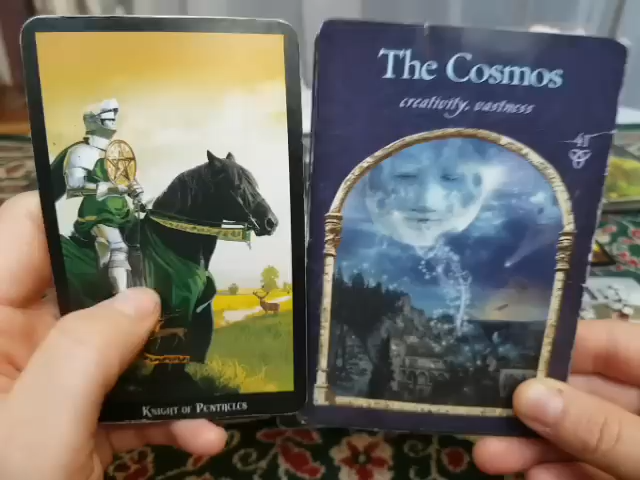 The Cosmos
creativity, vastness
41
KNIGHT OF PENTACLES